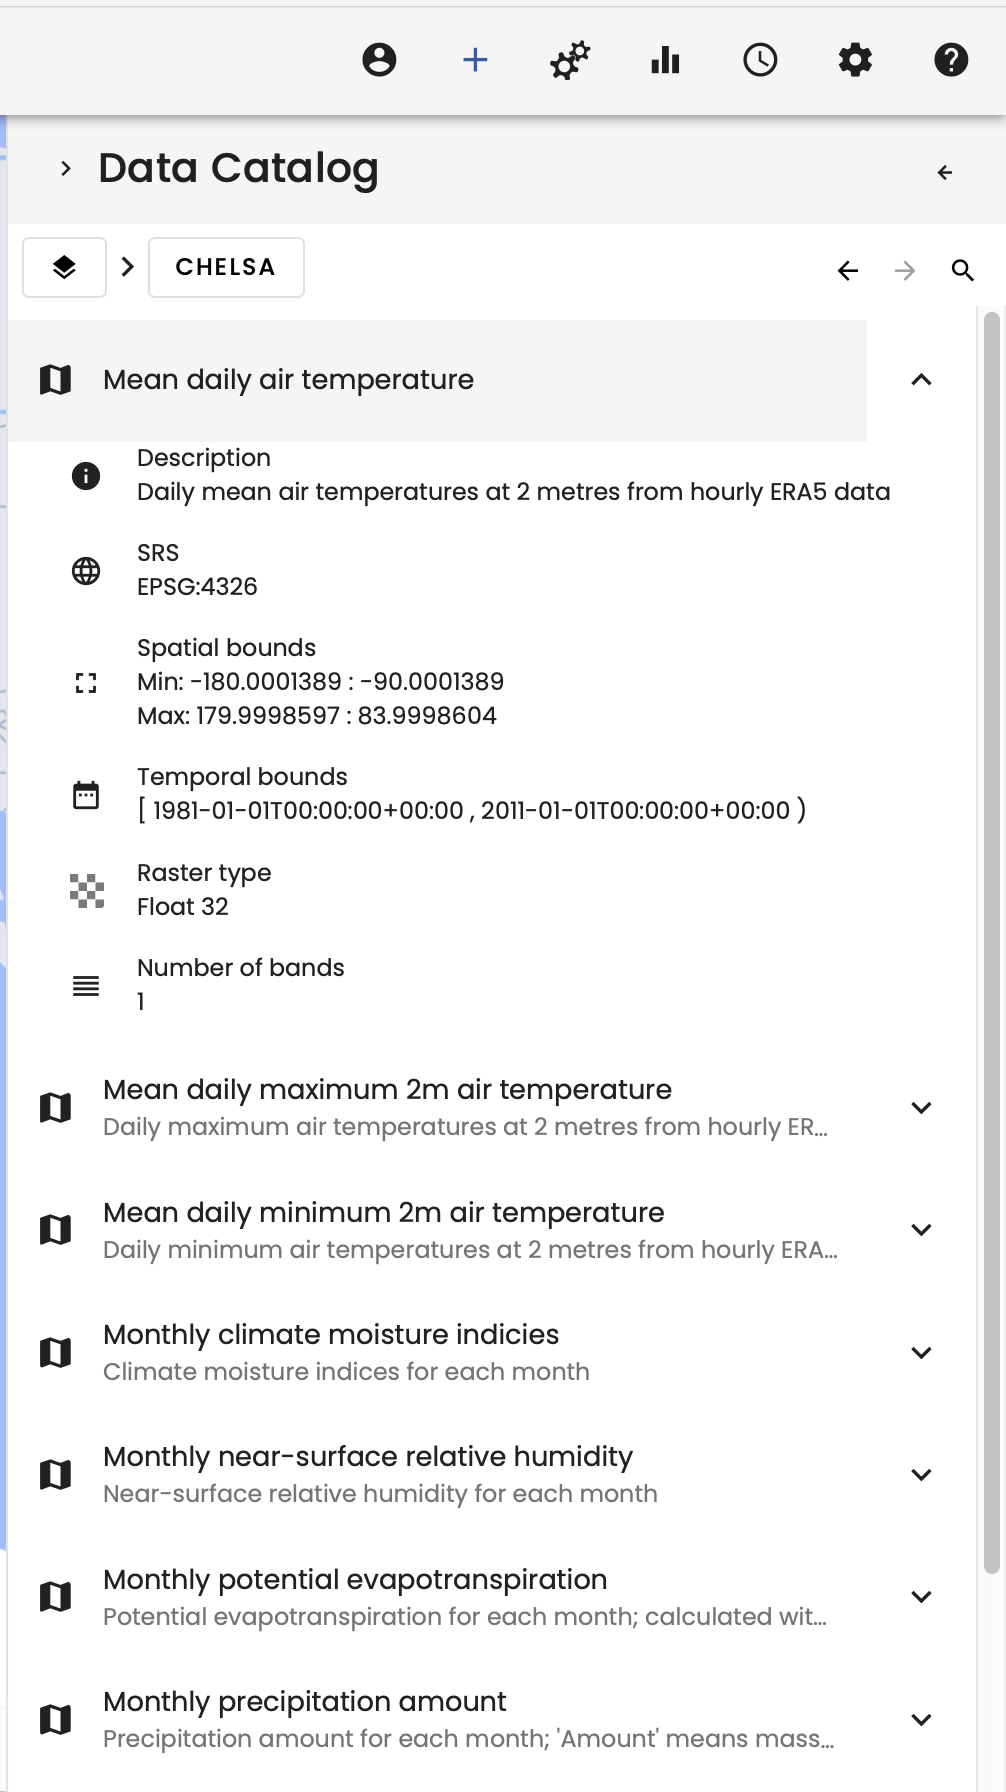 Data Catalog
CHELSA
Mean daily air temperature
Description
Daily mean air temperatures at 2 metres from hourly ERA5 data
SRS
EPSG:4326
Spatial bounds
Min: -180.0001389 : -90.0001389
Max: 179.9998597 : 83.9998604
Temporal bounds
[ 1981-01-01T00:00:00+00:00 , 2011-01-01T00:00:00+00:00 )
Raster type
Float 32
Number of bands
1
Mean daily maximum 2m air temperature
Daily maximum air temperatures at 2 metres from hourly ER...
Mean daily minimum 2m air temperature
Daily minimum air temperatures at 2 metres from hourly ERA...
Monthly climate moisture indicies
Climate moisture indices for each month
Monthly near-surface relative humidity
Near-surface relative humidity for each month
Monthly potential evapotranspiration
Potential evapotranspiration for each month; calculated wit...
Monthly precipitation amount
Precipitation amount for each month; 'Amount' means mass...